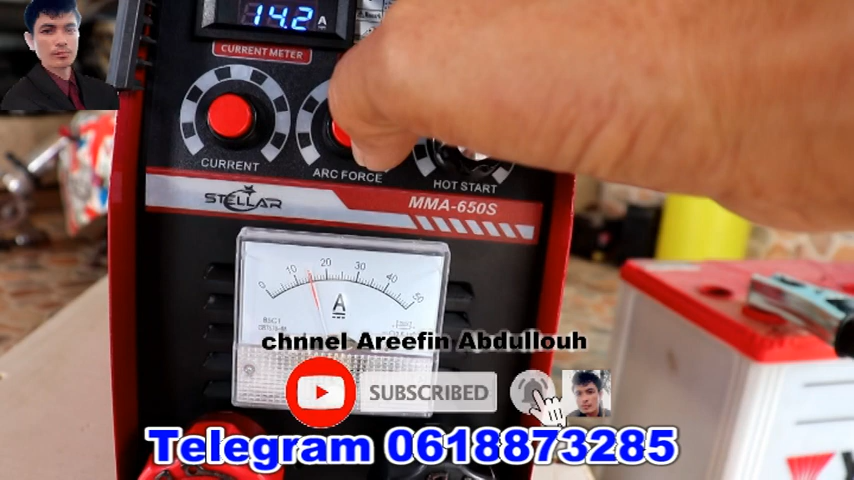 14.2 A
CURRENT METER
CURRENT
ARC FORCE
HOT START
STELLAR
MMA-650S
0 10 20 30 40 50
A
chnnel Areefin Abdullouh
SUBSCRIBED
Telegram 0618873285